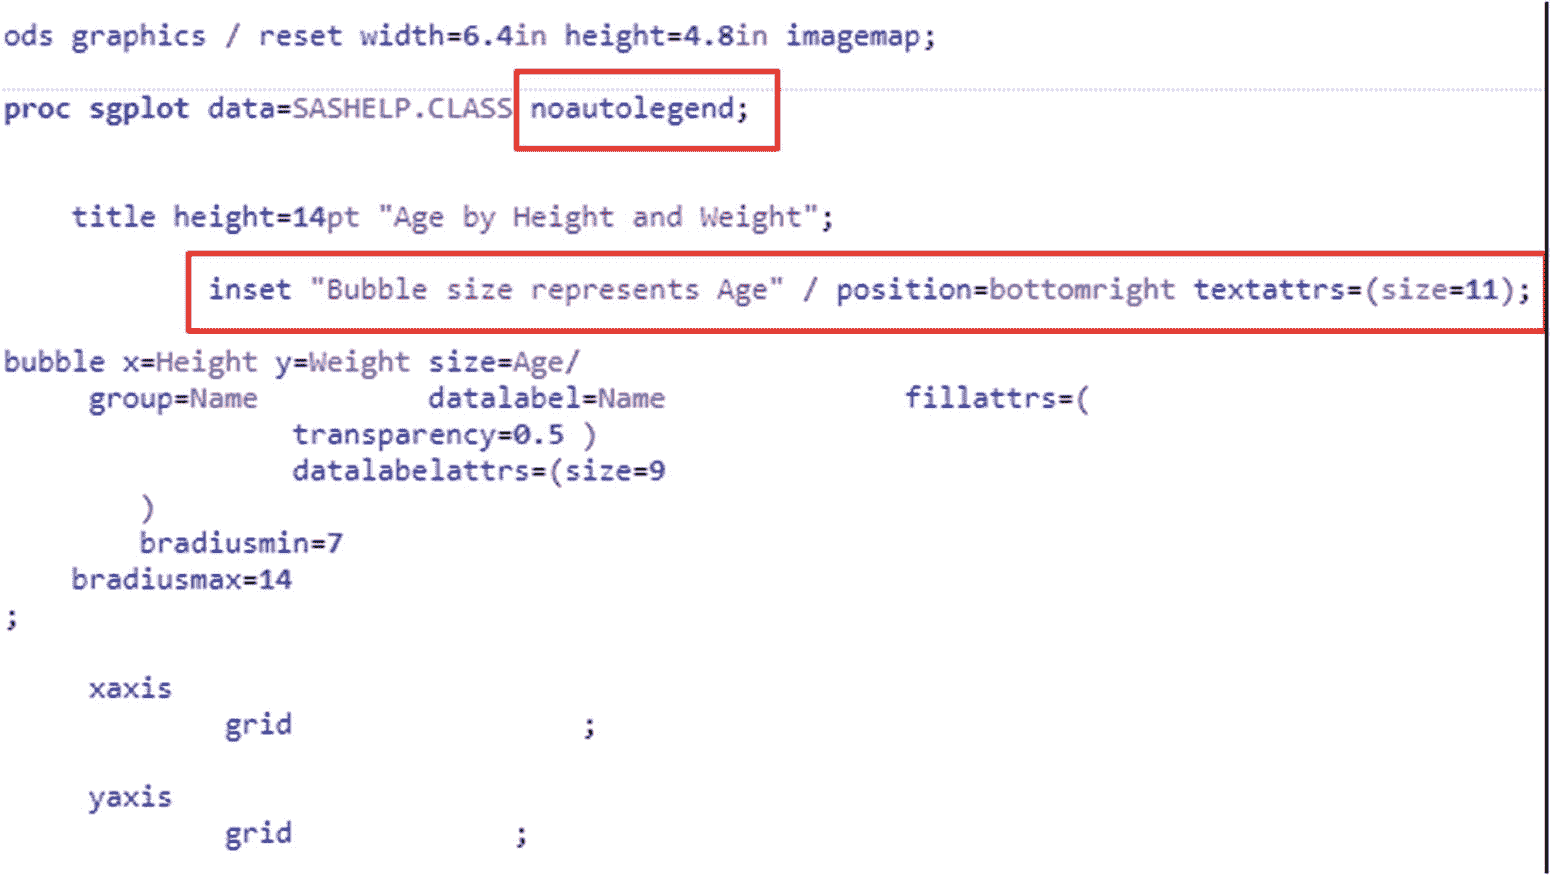 ods graphics / reset width=6.4in height=4.8in imagemap;
proc sgplot data=SASHELP.CLASS noautolegend;
title height=14pt "Age by Height and Weight";
inset "Bubble size represents Age" / position=bottomright textattrs=(size=11);
bubble x=Height y=Weight size=Age/
group=Name datalabel=Name fillattrs=(
transparency=0.5 )
datalabelattrs=(size=9
)
bradiusmin=7
bradiusmax=14
;
xaxis
grid ;
yaxis
grid ;